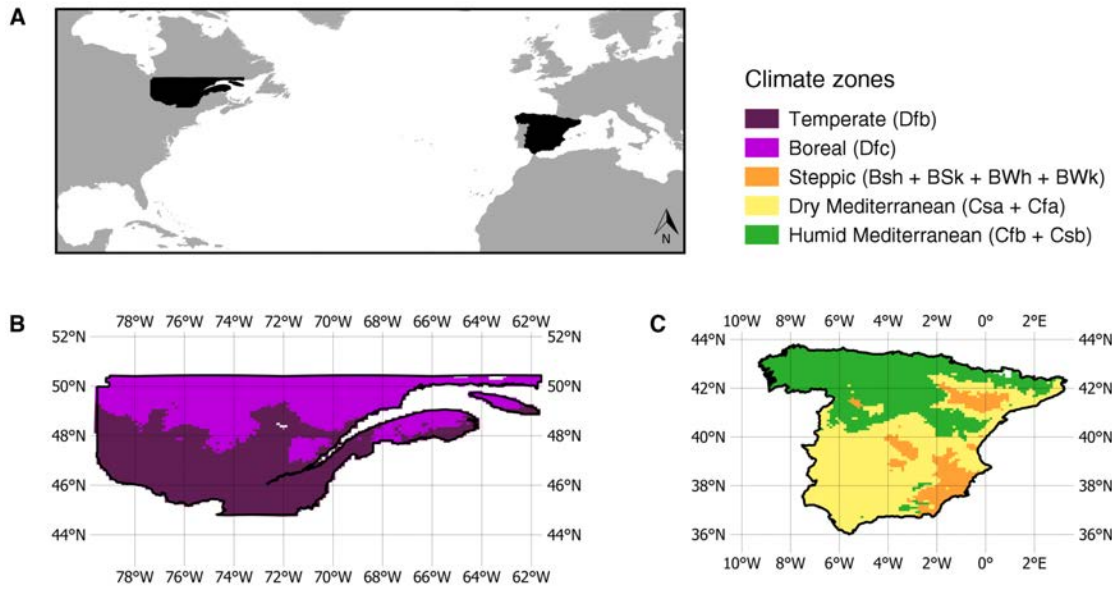 A
N
Climate zones
Temperate (Dfb)
Boreal (Dfc)
Steppic (Bsh + BSk + BWh + BWk)
Dry Mediterranean (Csa + Cfa)
Humid Mediterranean (Cfb + Csb)
B
78°W 76°W 74°W 72°W 70°W 68°W 66°W 64°W 62°W
52°N 52°N
50°N 50°N
48°N 48°N
46°N 46°N
44°N 44°N
78°W 76°W 74°W 72°W 70°W 68°W 66°W 64°W 62°W
C
10°W 8°W 6°W 4°W 2°W 0° 2°E
44°N 44°N
42°N 42°N
40°N 40°N
38°N 38°N
36°N 36°N
10°W 8°W 6°W 4°W 2°W 0° 2°E